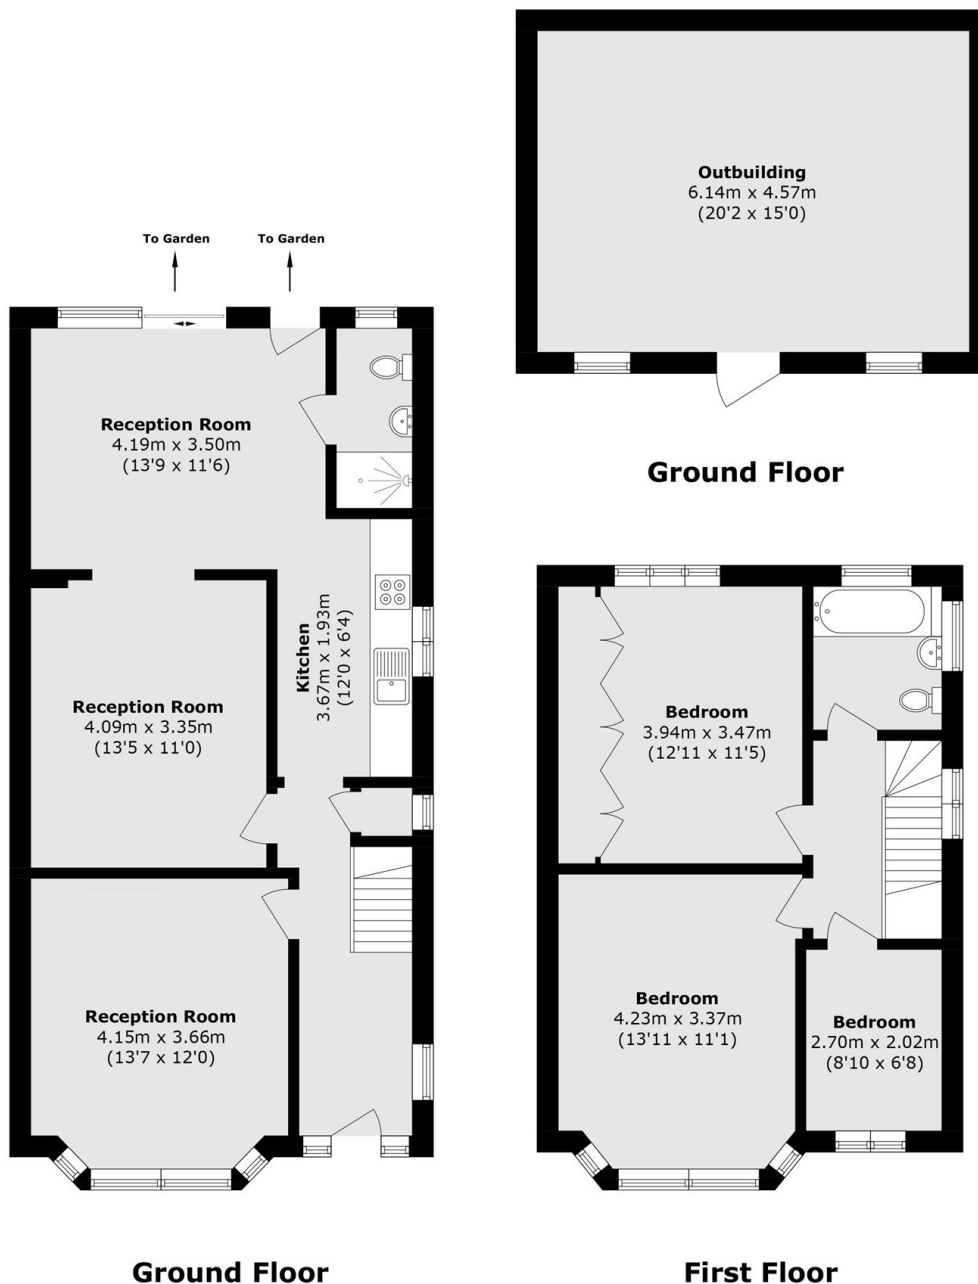 Outbuilding
6.14m x 4.57m
(20'2 x 15'0)
Ground Floor
To Garden
To Garden
Reception Room
4.19m x 3.50m
(13'9 x 11'6)
Kitchen
3.67m x 1.93m
(12'0 x 6'4)
Reception Room
4.09m x 3.35m
(13'5 x 11'0)
Reception Room
4.15m x 3.66m
(13'7 x 12'0)
Ground Floor
Bedroom
3.94m x 3.47m
(12'11 x 11'5)
Bedroom
4.23m x 3.37m
(13'11 x 11'1)
Bedroom
2.70m x 2.02m
(8'10 x 6'8)
First Floor